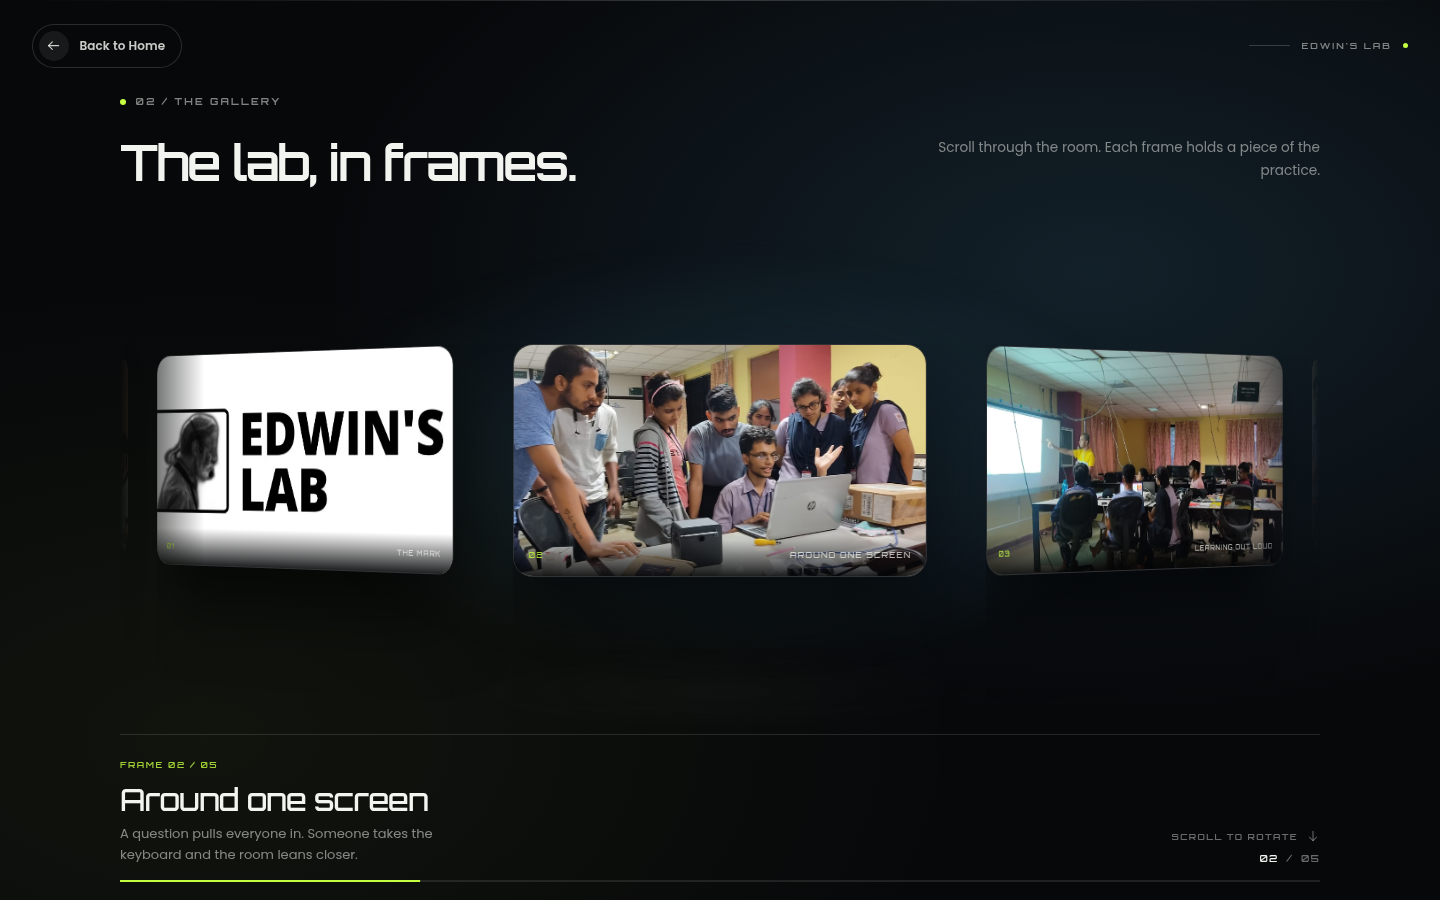 Back to Home
EDWIN'S LAB
02 / THE GALLERY
The lab, in frames.
Scroll through the room. Each frame holds a piece of the
practice.
EDWIN'S
LAB
01
THE MARK
02
AROUND ONE SCREEN
03
LEARNING OUT LOUD
FRAME 02 / 05
Around one screen
A question pulls everyone in. Someone takes the
keyboard and the room leans closer.
SCROLL TO ROTATE
02 / 05